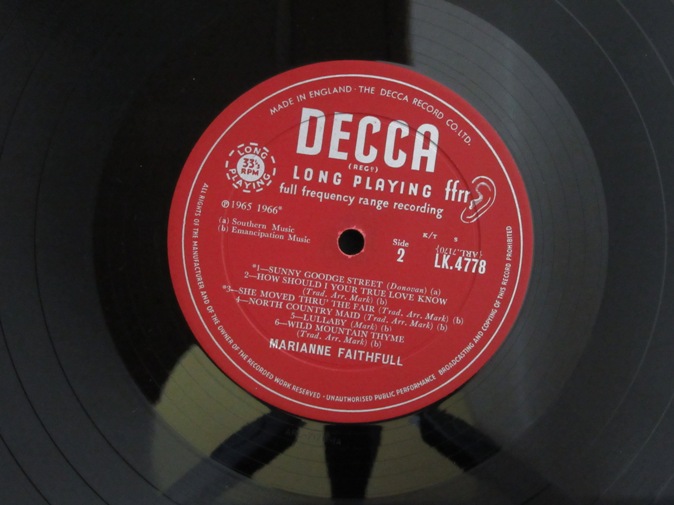 MADE IN ENGLAND · THE DECCA RECORD CO. LTD.
DECCA
(REGD)
LONG PLAYING
33⅓
RPM
LONG PLAYING
ffrr
full frequency range recording
℗ 1965 1966*
(a) Southern Music
(b) Emancipation Music
Side
2
K/T S
LK.4778
*1—SUNNY GOODGE STREET (Donovan) (a)
2—HOW SHOULD I YOUR TRUE LOVE KNOW
(Trad. Arr. Mark) (b)
*3—SHE MOVED THRU' THE FAIR (Trad. Arr. Mark) (b)
4—NORTH COUNTRY MAID (Trad. Arr. Mark) (b)
5—LULLABY (Mark) (b)
6—WILD MOUNTAIN THYME
(Trad. Arr. Mark) (b)
MARIANNE FAITHFULL
ALL RIGHTS OF THE MANUFACTURER AND OF THE OWNER OF THE RECORDED WORK RESERVED · UNAUTHORISED PUBLIC PERFORMANCE BROADCASTING AND COPYING OF THIS RECORD PROHIBITED